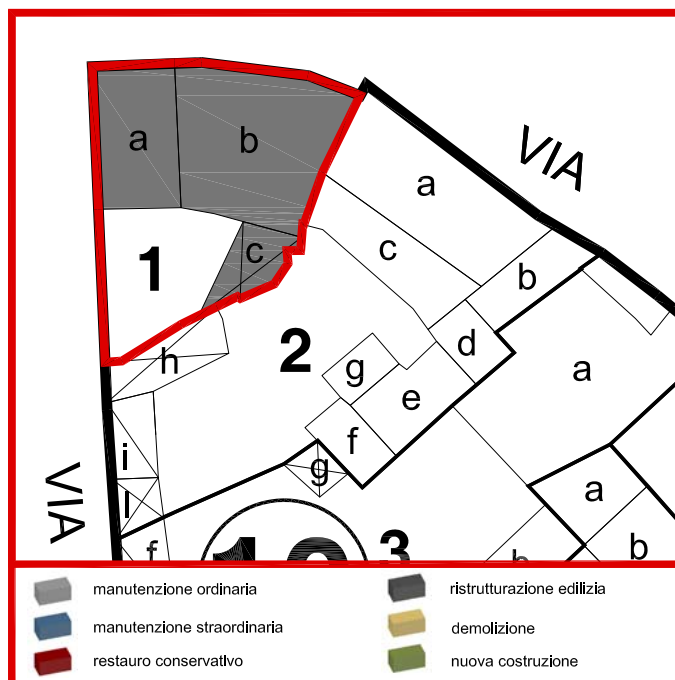 VIA
a
b
a
c
c
1
b
h
2
d
a
g
e
i
f
g
a
l
VIA
3
b
f
b
manutenzione ordinaria
ristrutturazione edilizia
manutenzione straordinaria
demolizione
restauro conservativo
nuova costruzione